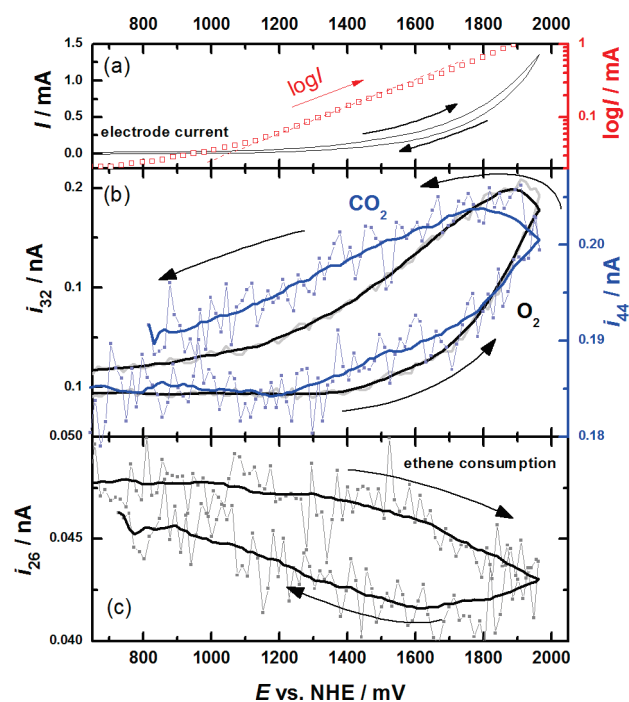 800 1000 1200 1400 1600 1800 2000
(a)
1.5
1.0
0.5
0.0
I / mA
logI
electrode current
1
0.1
logI / mA
(b)
0.2
0.1
0.1
i32 / nA
CO2
O2
0.20
0.19
0.18
i44 / nA
0.050
0.045
0.040
i26 / nA
ethene consumption
(c)
800 1000 1200 1400 1600 1800 2000
E vs. NHE / mV